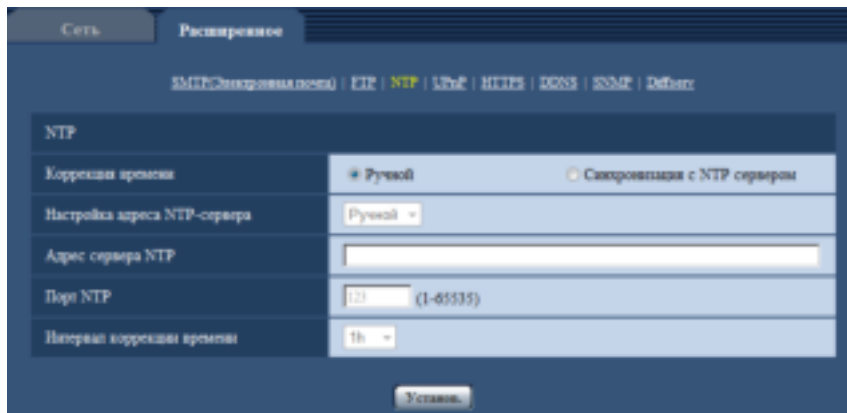 Сеть Расширенное
SMTP(Электронная почта) | FTP | NTP | UPnP | HTTPS | DDNS | SNMP | Diffserv
NTP
Коррекция времени Ручной Синхронизация с NTP сервером
Настройка адреса NTP-сервера Ручной
Адрес сервера NTP
Порт NTP 123 (1-65535)
Интервал коррекции времени 1h
Установ.